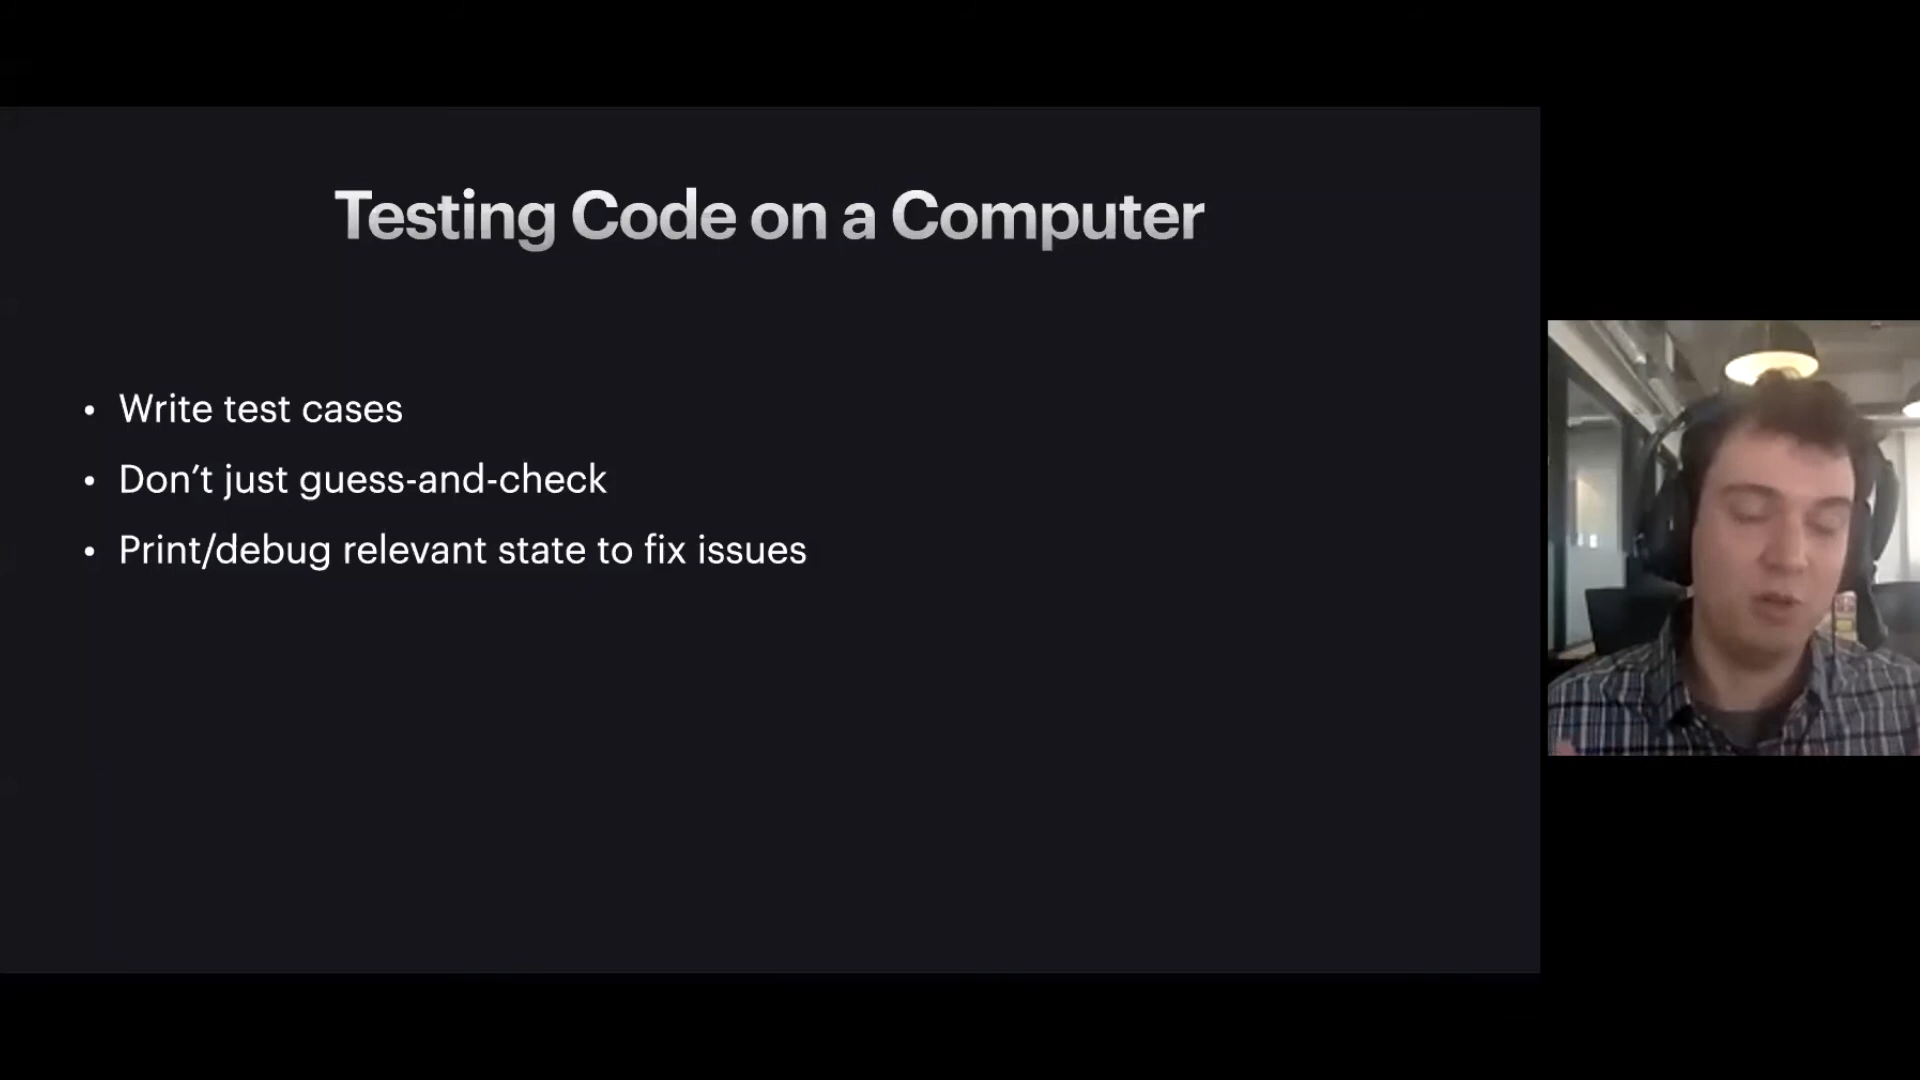 Testing Code on a Computer
• Write test cases
• Don’t just guess-and-check
• Print/debug relevant state to fix issues